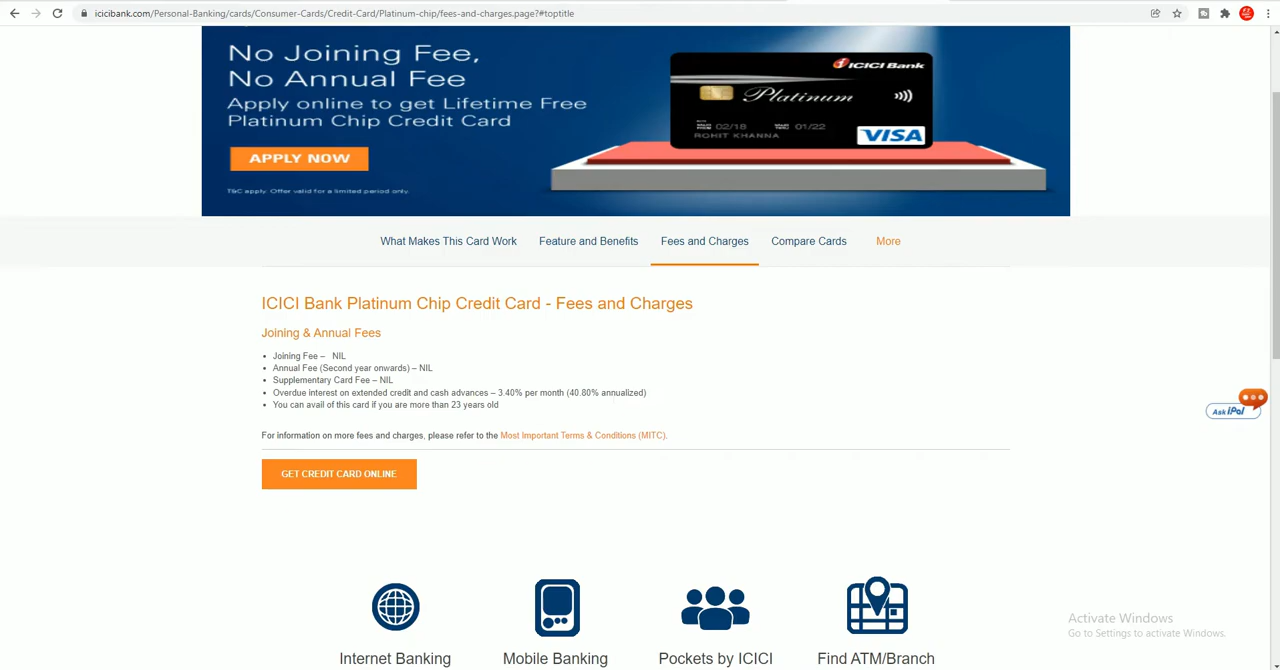 icicibank.com/Personal-Banking/cards/Consumer-Cards/Credit-Card/Platinum-chip/fees-and-charges.page?#toptitle
No Joining Fee,
No Annual Fee
Apply online to get Lifetime Free
Platinum Chip Credit Card
APPLY NOW
T&C apply. Offer valid for a limited period only.
ICICI Bank
Platinum
02/18 01/22
ROHIT KHANNA
VISA
What Makes This Card Work Feature and Benefits Fees and Charges Compare Cards More
ICICI Bank Platinum Chip Credit Card - Fees and Charges
Joining & Annual Fees
• Joining Fee – NIL
• Annual Fee (Second year onwards) – NIL
• Supplementary Card Fee – NIL
• Overdue interest on extended credit and cash advances – 3.40% per month (40.80% annualized)
• You can avail of this card if you are more than 23 years old
For information on more fees and charges, please refer to the Most Important Terms & Conditions (MITC).
GET CREDIT CARD ONLINE
Ask iPal
Internet Banking Mobile Banking Pockets by ICICI Find ATM/Branch
Activate Windows
Go to Settings to activate Windows.